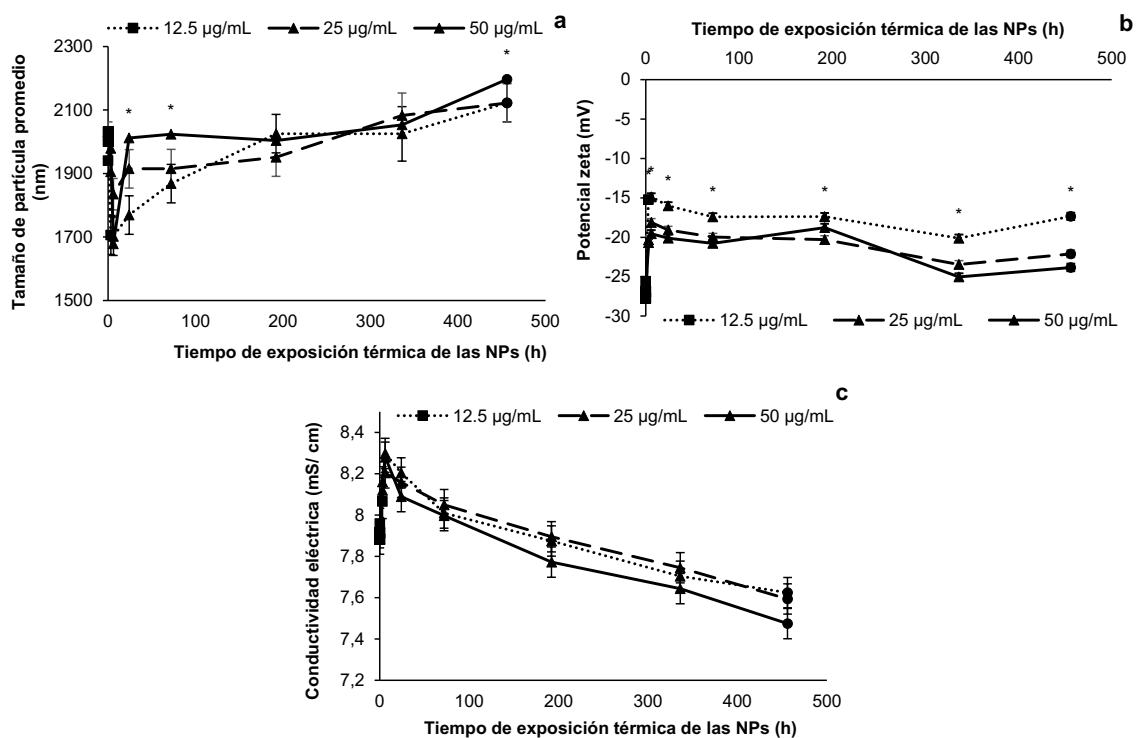 12.5 µg/mL 25 µg/mL 50 µg/mL
a
2300
2100
1900
1700
1500
Tamaño de particula promedio
(nm)
* * *
0 100 200 300 400 500
Tiempo de exposición térmica de las NPs (h)
Tiempo de exposición térmica de las NPs (h)
b
0 100 200 300 400 500
0
-5
-10
-15
-20
-25
-30
Potencial zeta (mV)
* * * * * * *
12.5 µg/mL 25 µg/mL 50 µg/mL
c
12.5 µg/mL 25 µg/mL 50 µg/mL
8,4
8,2
8
7,8
7,6
7,4
7,2
Conductividad eléctrica (mS/ cm)
0 100 200 300 400 500
Tiempo de exposición térmica de las NPs (h)